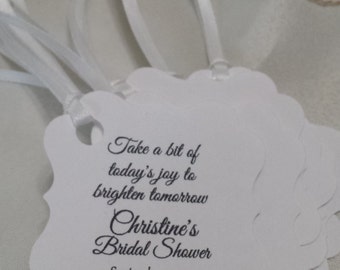 Take a bit of
today's joy to
brighten tomorrow
Christine's
Bridal Shower